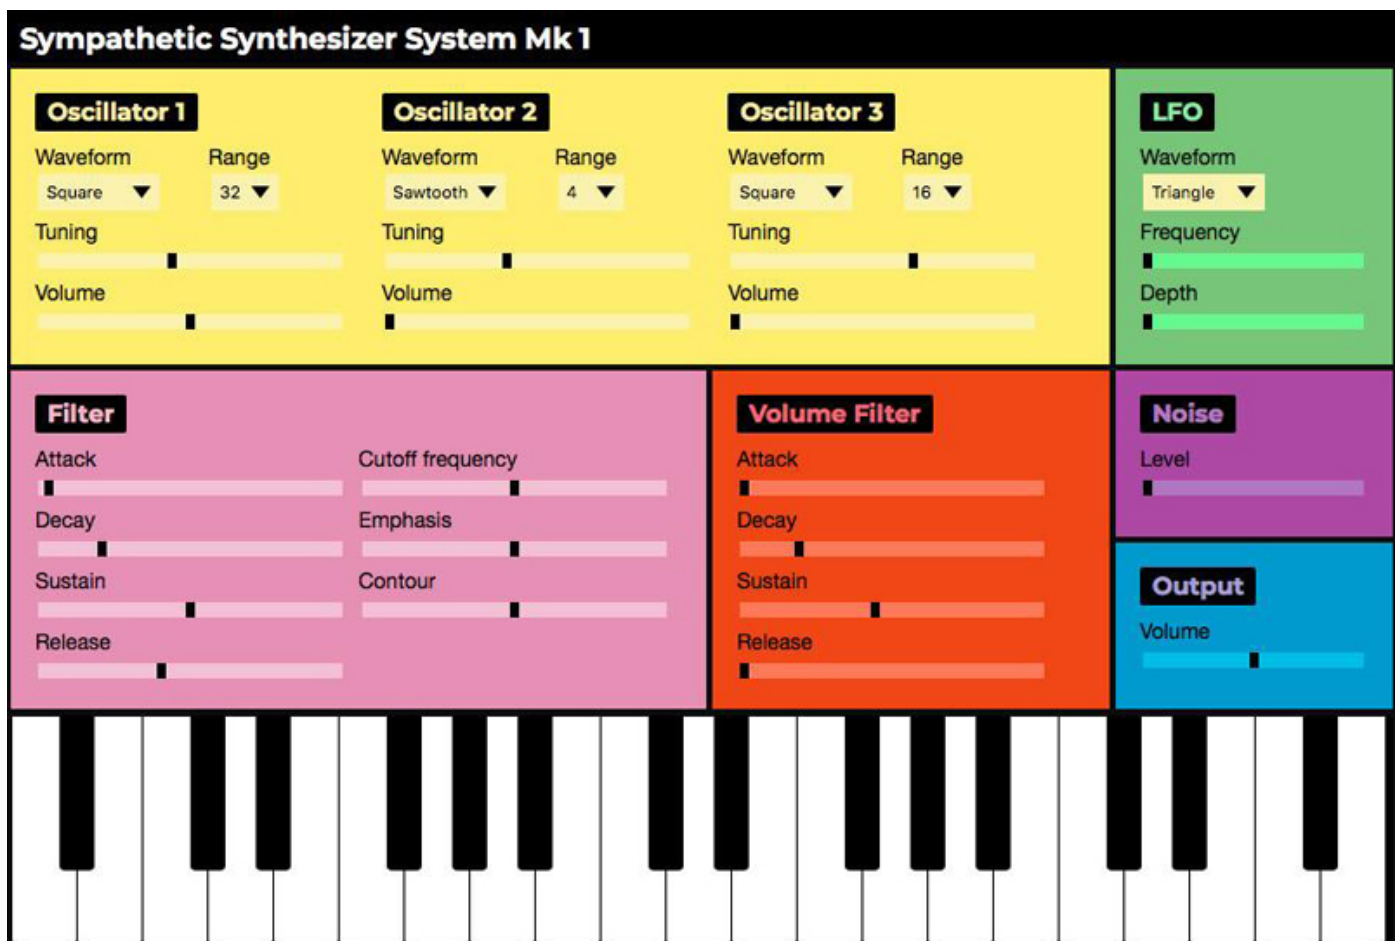 Sympathetic Synthesizer System Mk 1
Oscillator 1
Waveform Range
Square 32
Tuning
Volume
Oscillator 2
Waveform Range
Sawtooth 4
Tuning
Volume
Oscillator 3
Waveform Range
Square 16
Tuning
Volume
LFO
Waveform
Triangle
Frequency
Depth
Filter
Attack
Decay
Sustain
Release
Cutoff frequency
Emphasis
Contour
Volume Filter
Attack
Decay
Sustain
Release
Noise
Level
Output
Volume